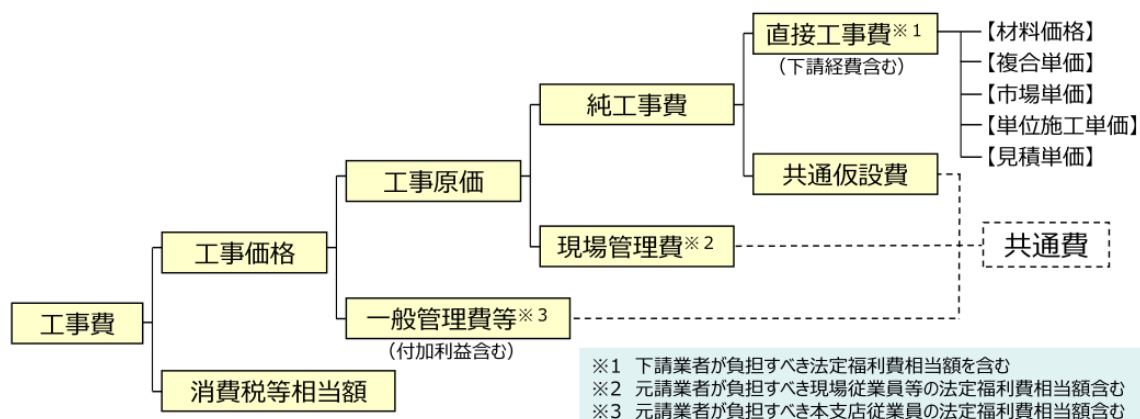 直接工事費※1
（下請経費含む）
【材料価格】
【複合単価】
【市場単価】
【単位施工単価】
【見積単価】
純工事費
共通仮設費
工事原価
現場管理費※2
共通費
工事価格
一般管理費等※3
（付加利益含む）
工事費
消費税等相当額
※1 下請業者が負担すべき法定福利費相当額を含む
※2 元請業者が負担すべき現場従業員等の法定福利費相当額含む
※3 元請業者が負担すべき本支店従業員の法定福利費相当額含む